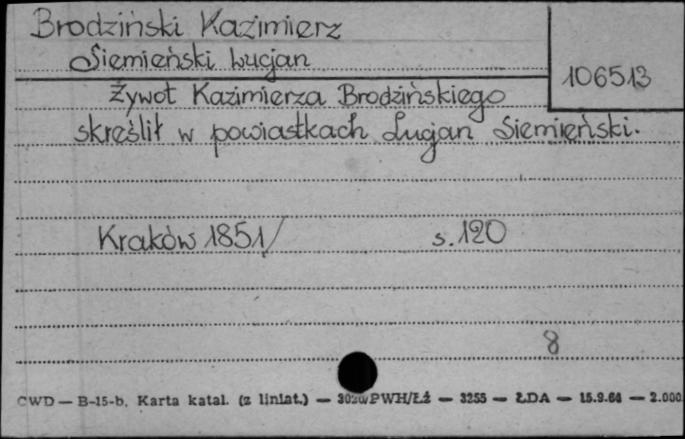 Brodziński Kazimierz
Siemieński Lucjan
106513
Żywot Kazimierza Brodzińskiego
skreślił w powiastkach Lucjan Siemieński.
Kraków 1851/ s. 120
8
CWD — B-15-b. Karta katal. (z liniat.) — PWH/Łź — 3255 — ŁDA — 15.9.66 — 2.000